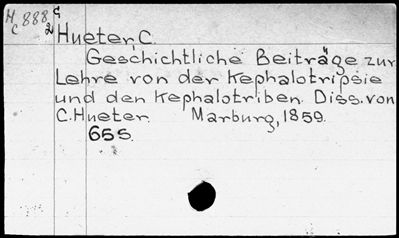 H. 888 G
c 2
Hueter, C.
Geschichtliche Beiträge zur
Lehre von der Kephalotripsie
und den Kephalotriben. Diss. von
C. Hueter. Marburg, 1859.
65 S.